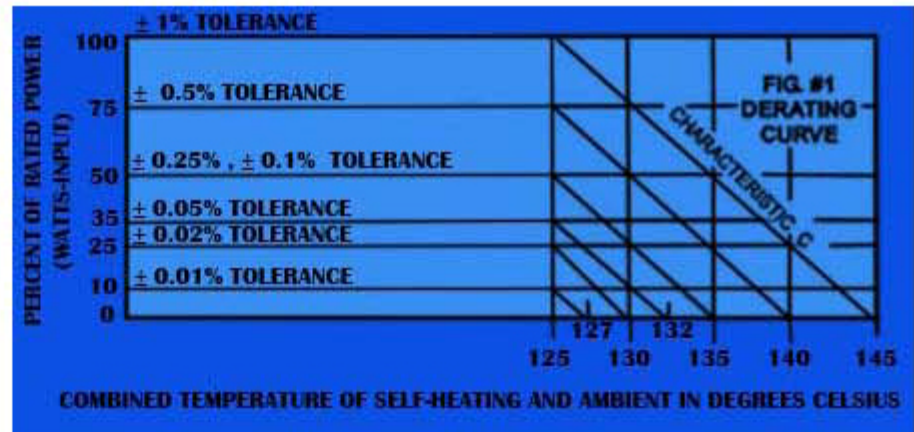 ± 1% TOLERANCE
100
± 0.5% TOLERANCE
75
± 0.25% , ± 0.1% TOLERANCE
50
± 0.05% TOLERANCE
35
± 0.02% TOLERANCE
25
± 0.01% TOLERANCE
10
0
PERCENT OF RATED POWER
(WATTS-INPUT)
FIG. #1
DERATING
CURVE
CHARACTERISTIC C
127 132
125 130 135 140 145
COMBINED TEMPERATURE OF SELF-HEATING AND AMBIENT IN DEGREES CELSIUS